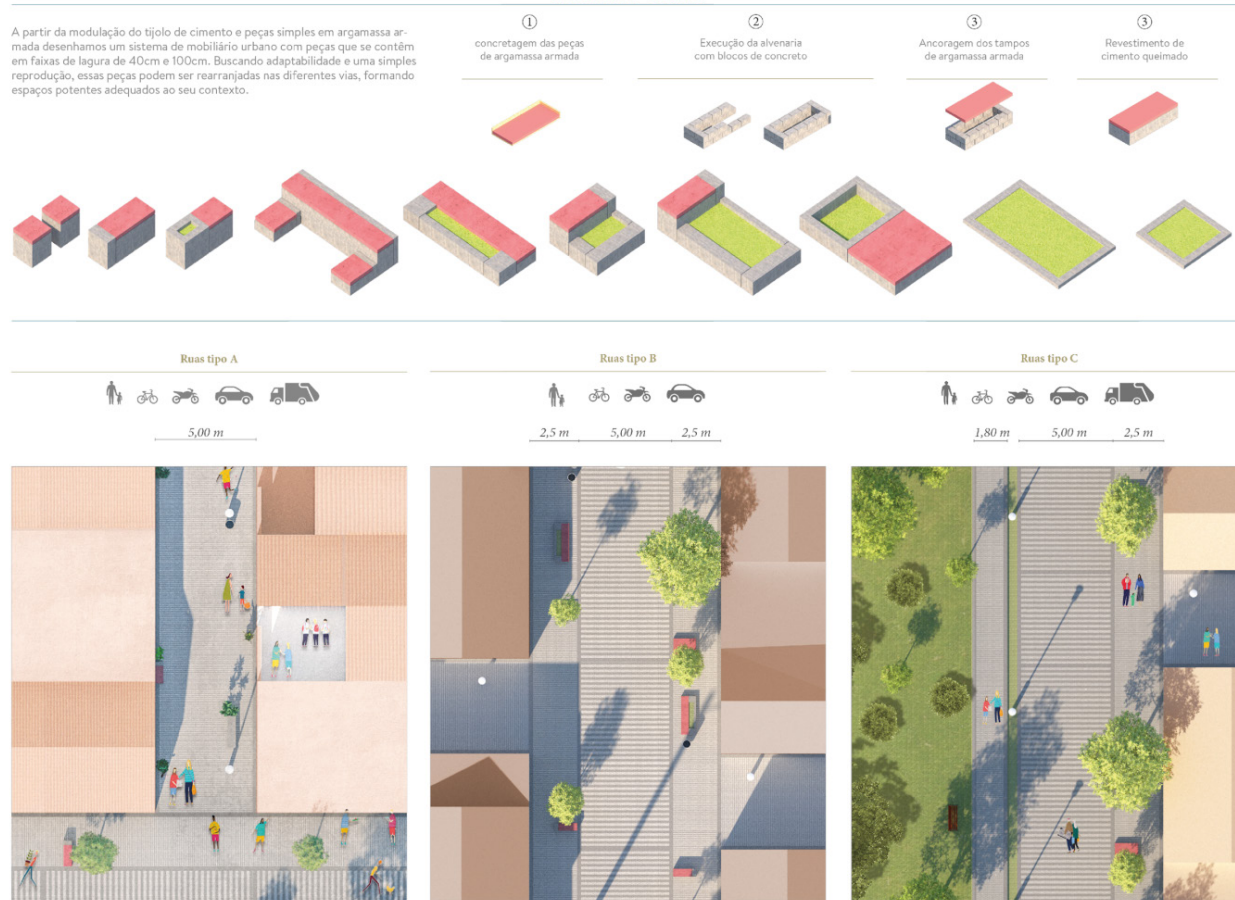 A partir da modulação do tijolo de cimento e peças simples em argamassa ar-
mada desenhamos um sistema de mobiliário urbano com peças que se contêm
em faixas de lagura de 40cm e 100cm. Buscando adaptabilidade e uma simples
reprodução, essas peças podem ser rearranjadas nas diferentes vias, formando
espaços potentes adequados ao seu contexto.
1
concretagem das peças
de argamassa armada
2
Execução da alvenaria
com blocos de concreto
3
Ancoragem dos tampos
de argamassa armada
3
Revestimento de
cimento queimado
Ruas tipo A
5,00 m
Ruas tipo B
2,5 m 5,00 m 2,5 m
Ruas tipo C
1,80 m 5,00 m 2,5 m